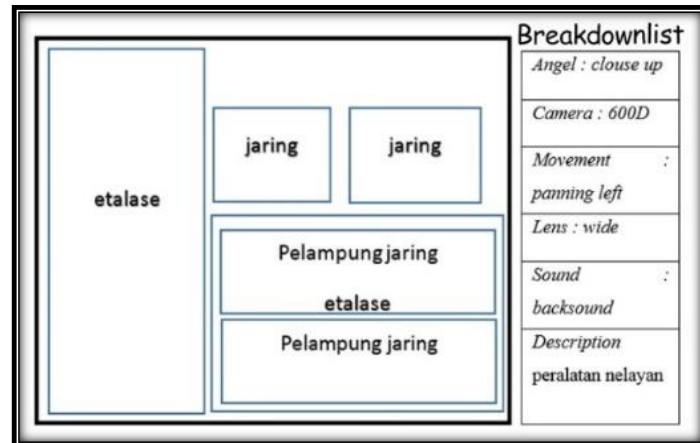 etalase
jaring
jaring
Pelampung jaring
etalase
Pelampung jaring
Breakdownlist
Angel : clouse up
Camera : 600D
Movement :
panning left
Lens : wide
Sound :
backsound
Description
peralatan nelayan